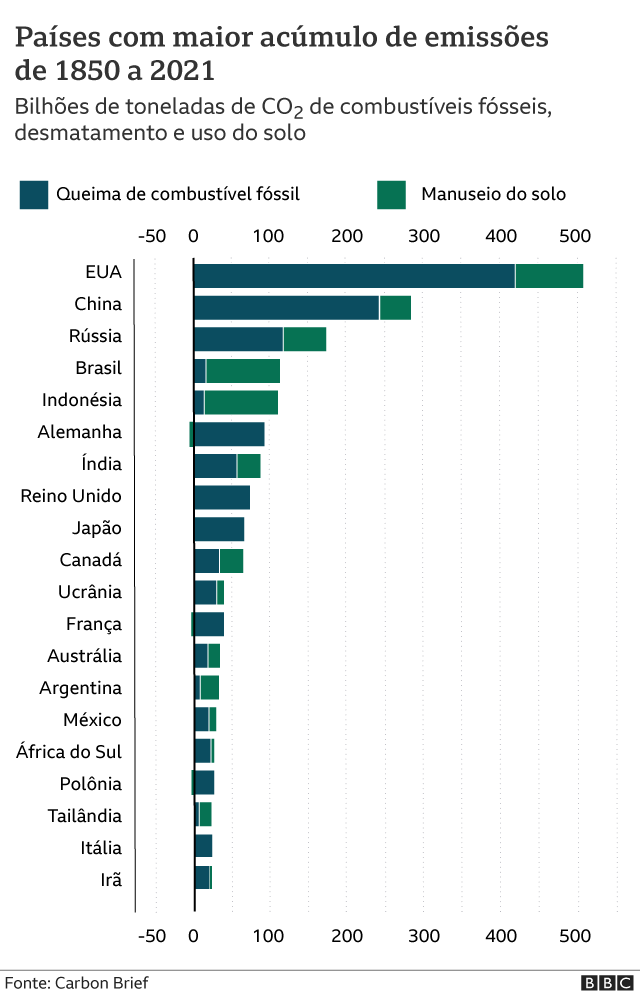 Países com maior acúmulo de emissões
de 1850 a 2021
Bilhões de toneladas de CO₂ de combustíveis fósseis,
desmatamento e uso do solo
Queima de combustível fóssil Manuseio do solo
-50 0 100 200 300 400 500
EUA
China
Rússia
Brasil
Indonésia
Alemanha
Índia
Reino Unido
Japão
Canadá
Ucrânia
França
Austrália
Argentina
México
África do Sul
Polônia
Tailândia
Itália
Irã
-50 0 100 200 300 400 500
Fonte: Carbon Brief BBC